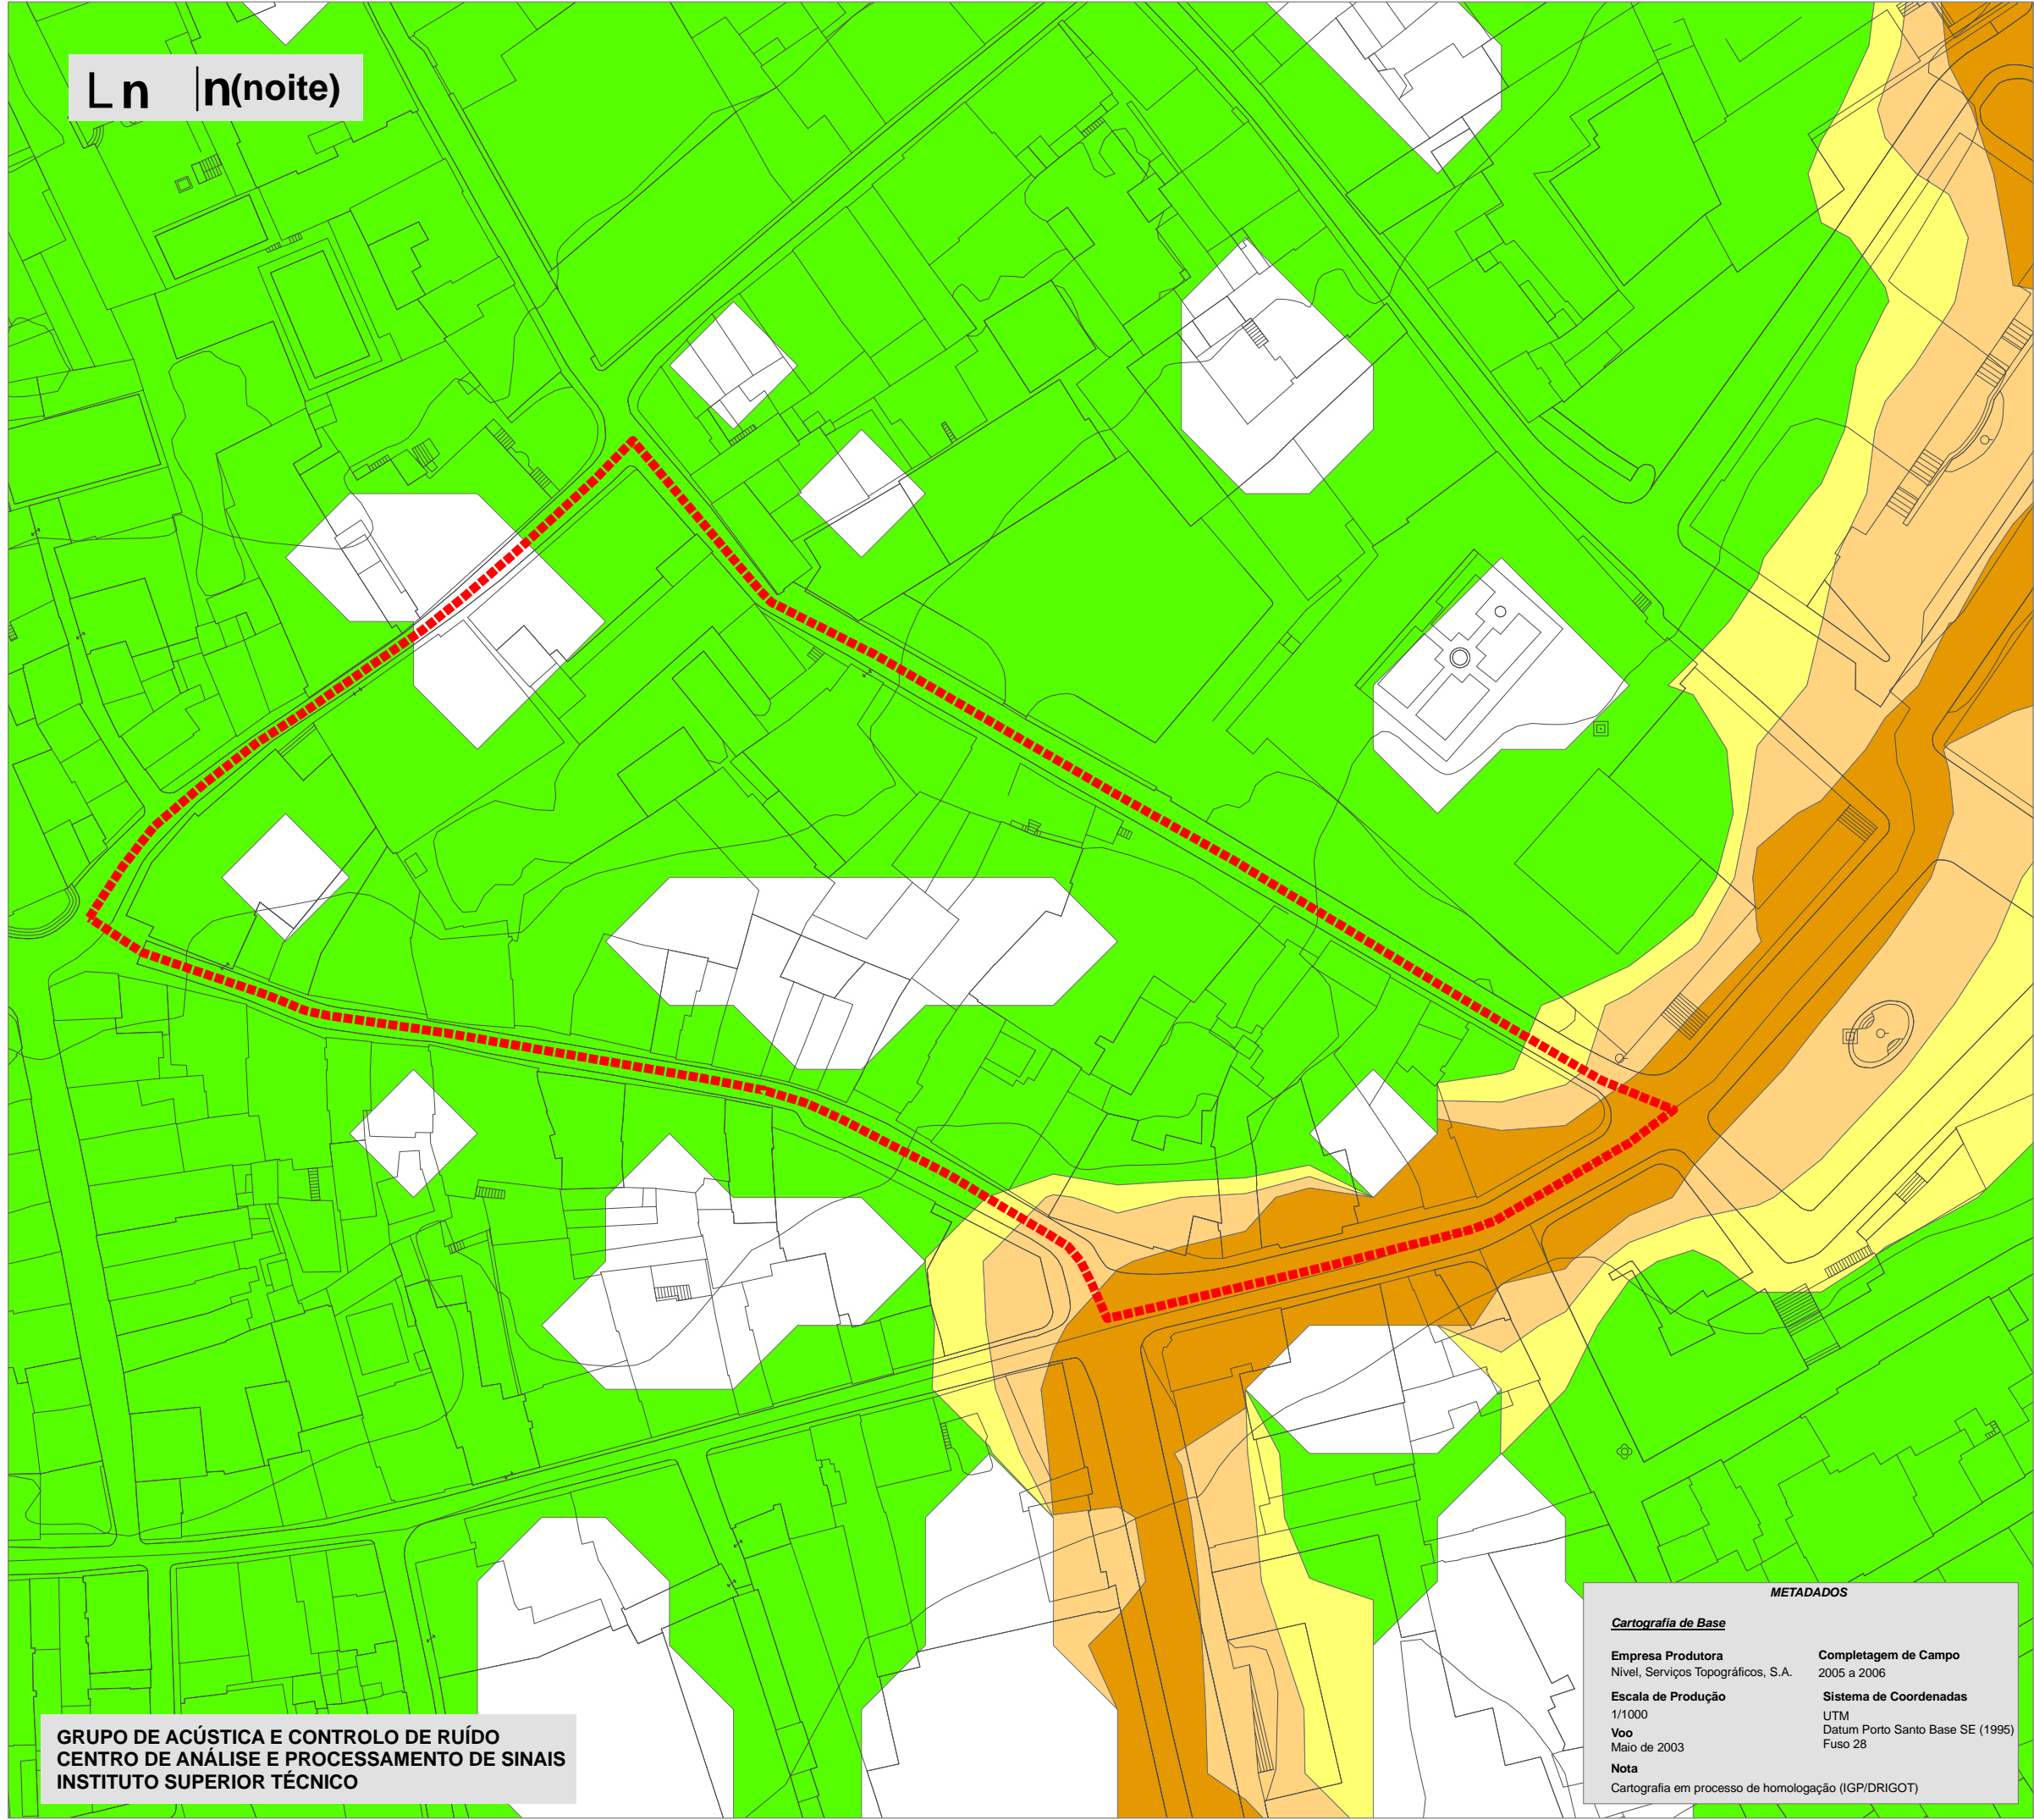 Ln n(noite)
GRUPO DE ACÚSTICA E CONTROLO DE RUÍDO
CENTRO DE ANÁLISE E PROCESSAMENTO DE SINAIS
INSTITUTO SUPERIOR TÉCNICO
METADADOS
Cartografia de Base
Empresa Produtora
Nível, Serviços Topográficos, S.A.
Completagem de Campo
2005 a 2006
Escala de Produção
1/1000
Sistema de Coordenadas
UTM
Datum Porto Santo Base SE (1995)
Fuso 28
Voo
Maio de 2003
Nota
Cartografia em processo de homologação (IGP/DRIGOT)